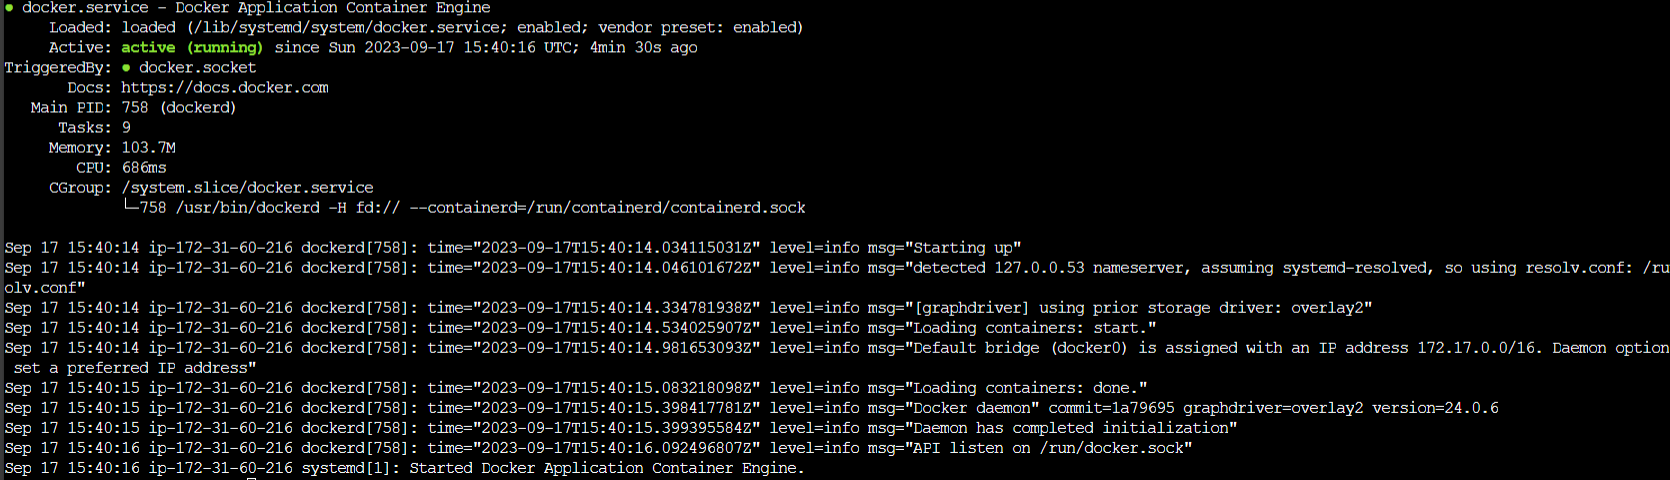 ● docker.service - Docker Application Container Engine
Loaded: loaded (/lib/systemd/system/docker.service; enabled; vendor preset: enabled)
Active: active (running) since Sun 2023-09-17 15:40:16 UTC; 4min 30s ago
TriggeredBy: ● docker.socket
Docs: https://docs.docker.com
Main PID: 758 (dockerd)
Tasks: 9
Memory: 103.7M
CPU: 686ms
CGroup: /system.slice/docker.service
└─758 /usr/bin/dockerd -H fd:// --containerd=/run/containerd/containerd.sock
Sep 17 15:40:14 ip-172-31-60-216 dockerd[758]: time="2023-09-17T15:40:14.034115031Z" level=info msg="Starting up"
Sep 17 15:40:14 ip-172-31-60-216 dockerd[758]: time="2023-09-17T15:40:14.046101672Z" level=info msg="detected 127.0.0.53 nameserver, assuming systemd-resolved, so using resolv.conf: /ru
olv.conf"
Sep 17 15:40:14 ip-172-31-60-216 dockerd[758]: time="2023-09-17T15:40:14.334781938Z" level=info msg="[graphdriver] using prior storage driver: overlay2"
Sep 17 15:40:14 ip-172-31-60-216 dockerd[758]: time="2023-09-17T15:40:14.534025907Z" level=info msg="Loading containers: start."
Sep 17 15:40:14 ip-172-31-60-216 dockerd[758]: time="2023-09-17T15:40:14.981653093Z" level=info msg="Default bridge (docker0) is assigned with an IP address 172.17.0.0/16. Daemon option
set a preferred IP address"
Sep 17 15:40:15 ip-172-31-60-216 dockerd[758]: time="2023-09-17T15:40:15.083218098Z" level=info msg="Loading containers: done."
Sep 17 15:40:15 ip-172-31-60-216 dockerd[758]: time="2023-09-17T15:40:15.398417781Z" level=info msg="Docker daemon" commit=1a79695 graphdriver=overlay2 version=24.0.6
Sep 17 15:40:15 ip-172-31-60-216 dockerd[758]: time="2023-09-17T15:40:15.399395584Z" level=info msg="Daemon has completed initialization"
Sep 17 15:40:16 ip-172-31-60-216 dockerd[758]: time="2023-09-17T15:40:16.092496807Z" level=info msg="API listen on /run/docker.sock"
Sep 17 15:40:16 ip-172-31-60-216 systemd[1]: Started Docker Application Container Engine.